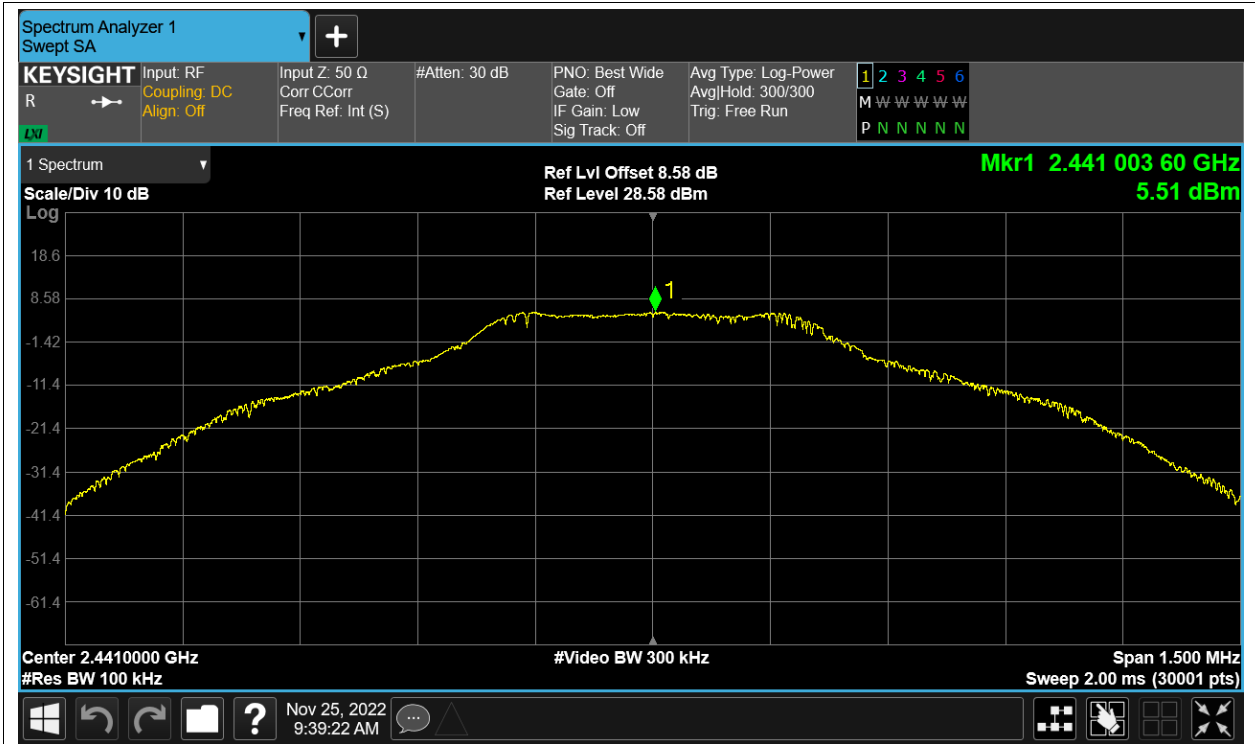 Spectrum Analyzer 1
Swept SA
KEYSIGHT
R
LXI
Input: RF
Coupling: DC
Align: Off
Input Z: 50 Ω
Corr CCorr
Freq Ref: Int (S)
#Atten: 30 dB
PNO: Best Wide
Gate: Off
IF Gain: Low
Sig Track: Off
Avg Type: Log-Power
Avg|Hold: 300/300
Trig: Free Run
1 2 3 4 5 6
M W W W W W
P N N N N N
1 Spectrum
Scale/Div 10 dB
Log
Ref Lvl Offset 8.58 dB
Ref Level 28.58 dBm
Mkr1 2.441 003 60 GHz
5.51 dBm
18.6
8.58
1
-1.42
-11.4
-21.4
-31.4
-41.4
-51.4
-61.4
Center 2.4410000 GHz
#Video BW 300 kHz
Span 1.500 MHz
#Res BW 100 kHz
Sweep 2.00 ms (30001 pts)
?
Nov 25, 2022
9:39:22 AM